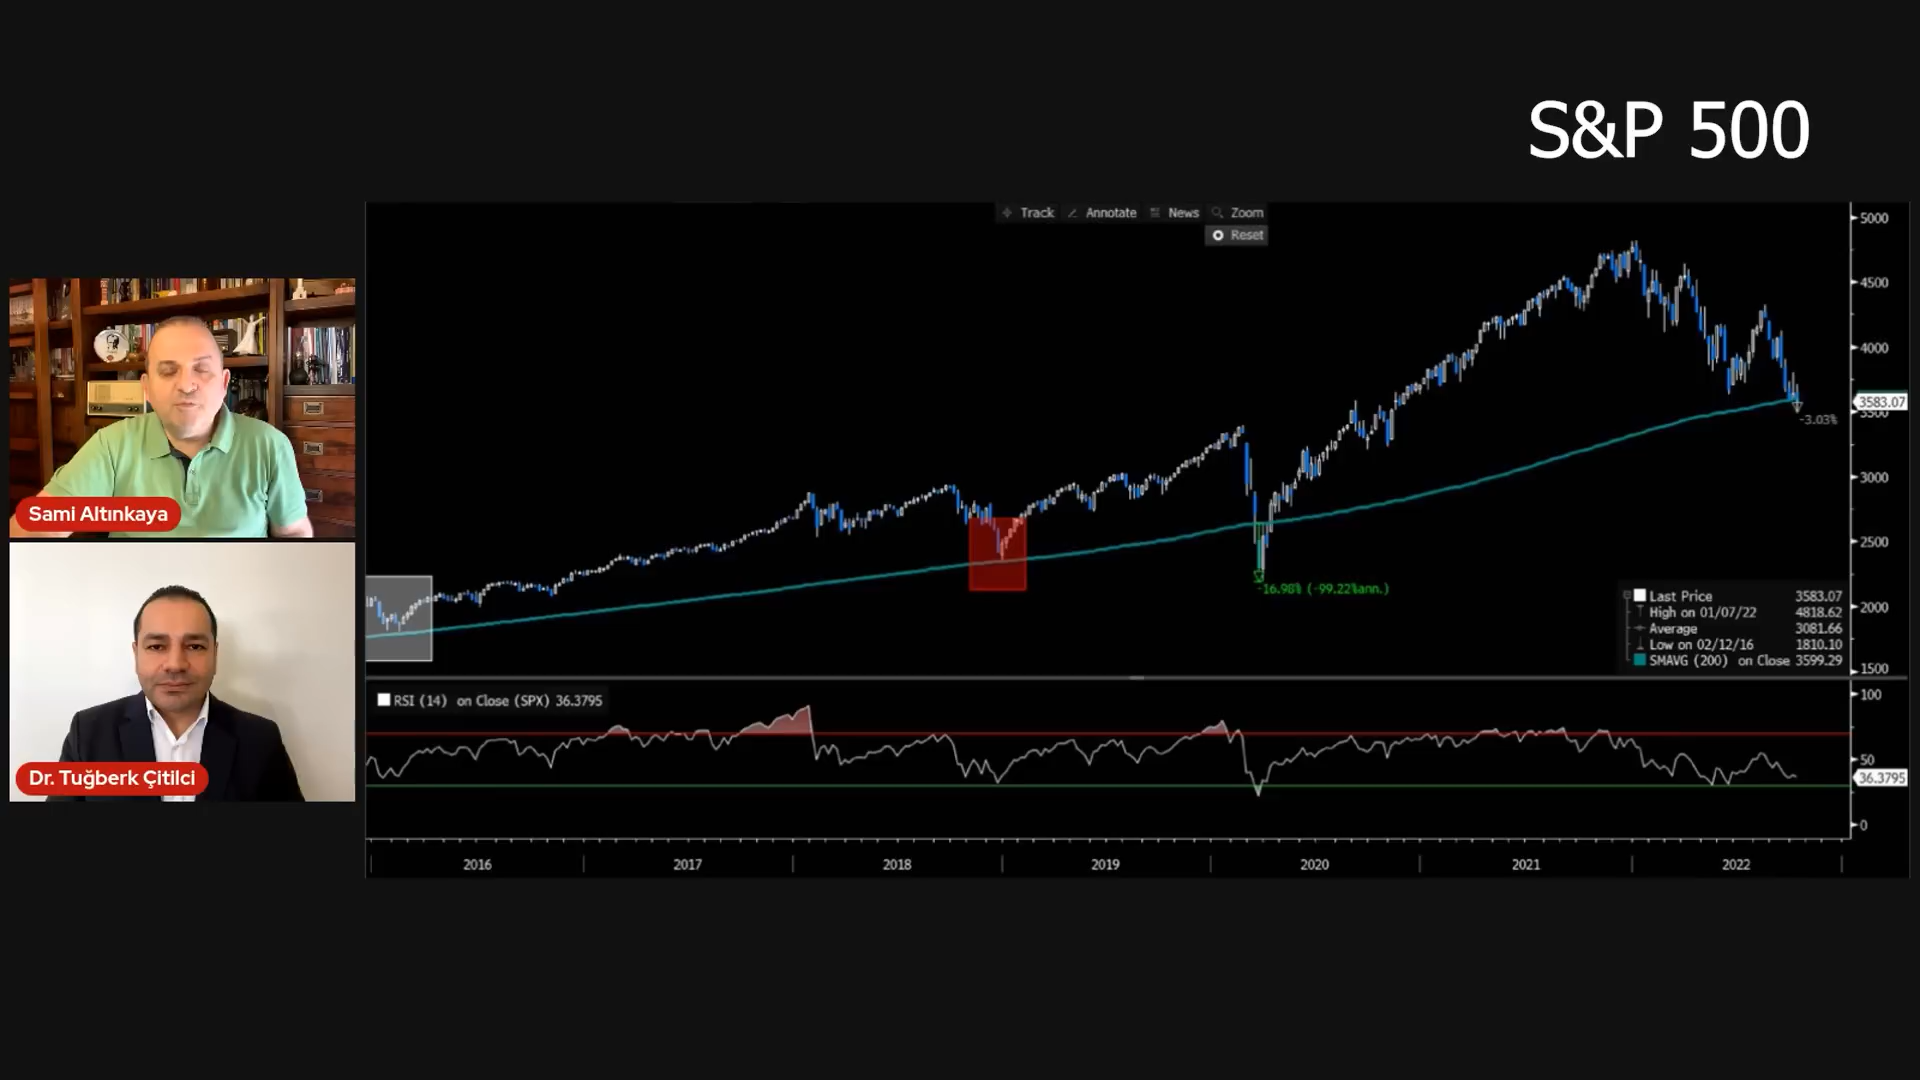 S&P 500
Track Annotate News Zoom
Reset
5000
4500
4000
3583.07
3500
-3.03%
3000
2500
2000
1500
-16.98% (-99.22%ann.)
Last Price 3583.07
High on 01/07/22 4818.62
Average 3081.66
Low on 02/12/16 1810.10
SMAVG (200) on Close 3599.29
Sami Altınkaya
Dr. Tuğberk Çitilci
RSI (14) on Close (SPX) 36.3795
100
50
36.3795
0
2016 2017 2018 2019 2020 2021 2022